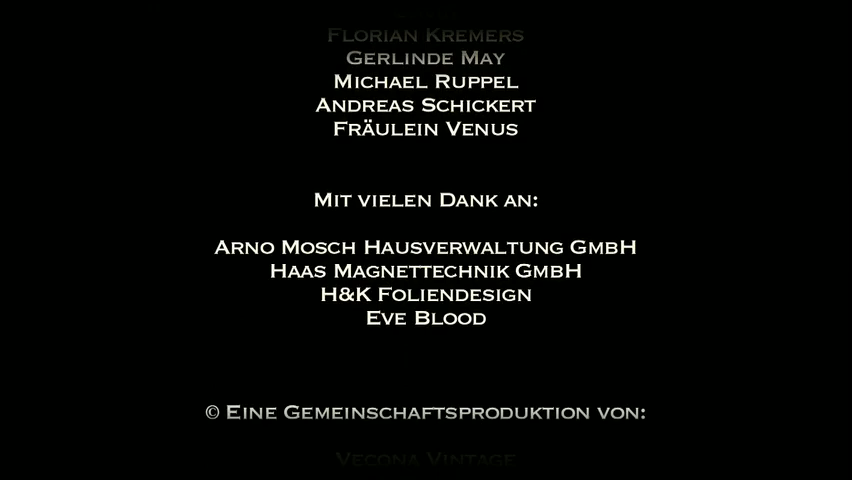 Florian Kremers
Gerlinde May
Michael Ruppel
Andreas Schickert
Fräulein Venus
Mit vielen Dank an:
Arno Mosch Hausverwaltung GmbH
Haas Magnettechnik GmbH
H&K Foliendesign
Eve Blood
© Eine Gemeinschaftsproduktion von:
Vecona Vintage